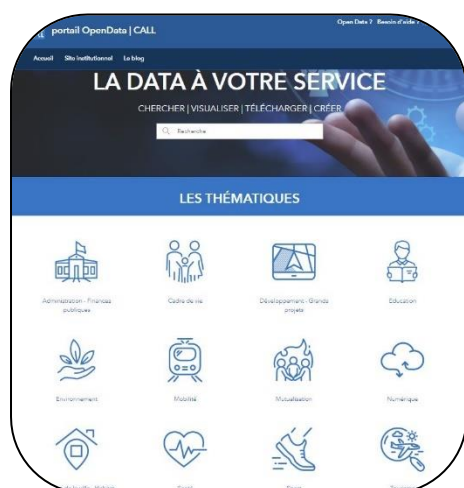 portail OpenData | CALL
Open Data ? Besoin d'aide
Accueil Site institutionnel Le blog
LA DATA À VOTRE SERVICE
CHERCHER | VISUALISER | TÉLÉCHARGER | CRÉER
Recherche
LES THÉMATIQUES
Administration - Finances
publiques
Cadre de vie
Développement - Grands
projets
Education
Environnement
Mobilité
Mutualisation
Numérique